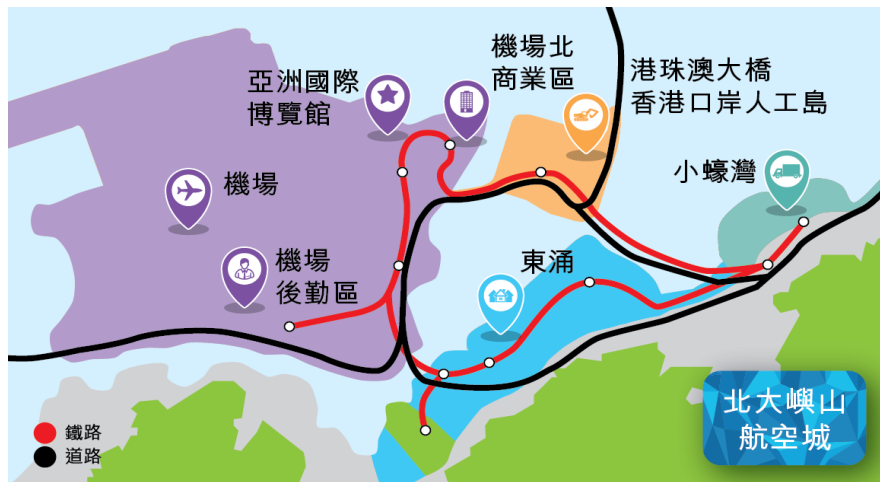 亞洲國際
博覽館
機場北
商業區
港珠澳大橋
香港口岸人工島
小蠔灣
機場
機場
後勤區
東涌
北大嶼山
航空城
鐵路
道路